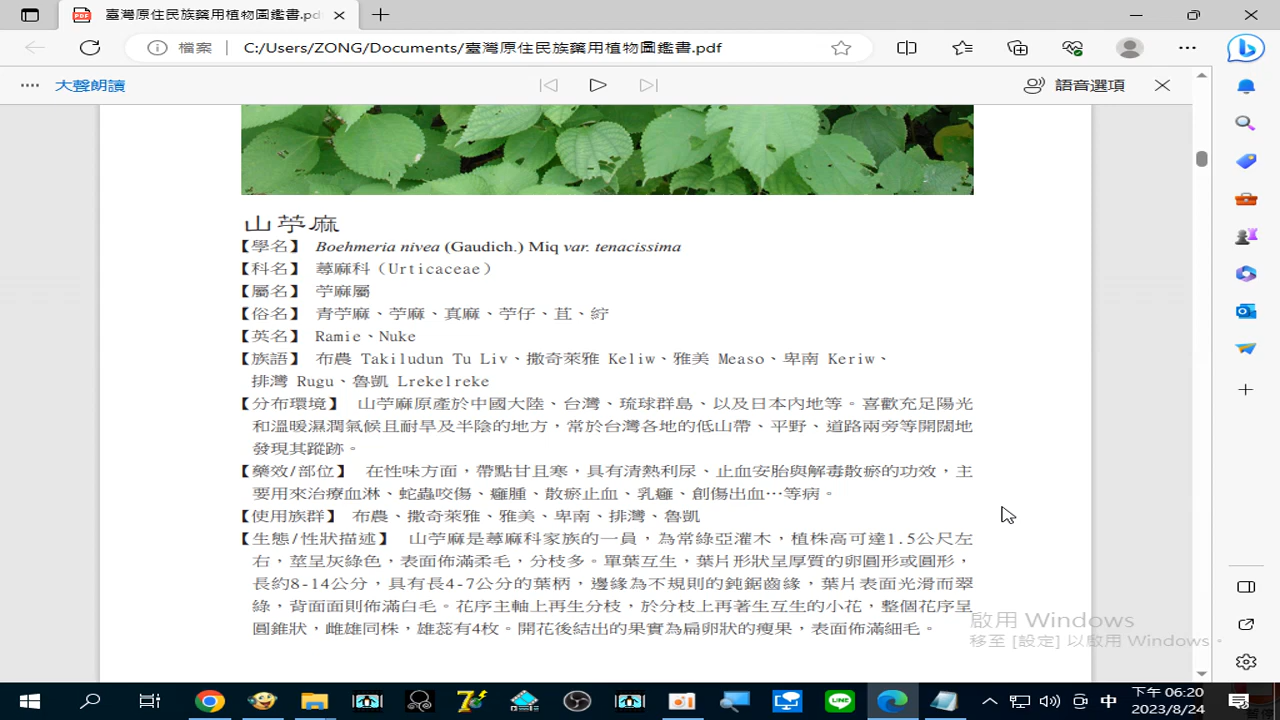 臺灣原住民族藥用植物圖鑑書.pdf
檔案 C:/Users/ZONG/Documents/臺灣原住民族藥用植物圖鑑書.pdf
大聲朗讀 語音選項
山苧麻
【學名】 Boehmeria nivea (Gaudich.) Miq var. tenacissima
【科名】 蕁麻科（Urticaceae）
【屬名】 苧麻屬
【俗名】 青苧麻、苧麻、真麻、苧仔、苴、紵
【英名】 Ramie、Nuke
【族語】 布農 Takiludun Tu Liv、撒奇萊雅 Keliw、雅美 Measo、卑南 Keriw、
排灣 Rugu、魯凱 Lrekelreke
【分布環境】 山苧麻原產於中國大陸、台灣、琉球群島、以及日本內地等。喜歡充足陽光
和溫暖濕潤氣候且耐旱及半陰的地方，常於台灣各地的低山帶、平野、道路兩旁等開闊地
發現其蹤跡。
【藥效/部位】 在性味方面，帶點甘且寒，具有清熱利尿、止血安胎與解毒散瘀的功效，主
要用來治療血淋、蛇蟲咬傷、癰腫、散瘀止血、乳癰、創傷出血…等病。
【使用族群】 布農、撒奇萊雅、雅美、卑南、排灣、魯凱
【生態/性狀描述】 山苧麻是蕁麻科家族的一員，為常綠亞灌木，植株高可達1.5公尺左
右，莖呈灰綠色，表面佈滿柔毛，分枝多。單葉互生，葉片形狀呈厚質的卵圓形或圓形，
長約8-14公分，具有長4-7公分的葉柄，邊緣為不規則的鈍鋸齒緣，葉片表面光滑而翠
綠，背面面則佈滿白毛。花序主軸上再生分枝，於分枝上再著生互生的小花，整個花序呈
圓錐狀，雌雄同株，雄蕊有4枚。開花後結出的果實為扁卵狀的瘦果，表面佈滿細毛。
啟用 Windows
移至 [設定] 以啟用 Windows。
中
下午 06:20
2023/8/24